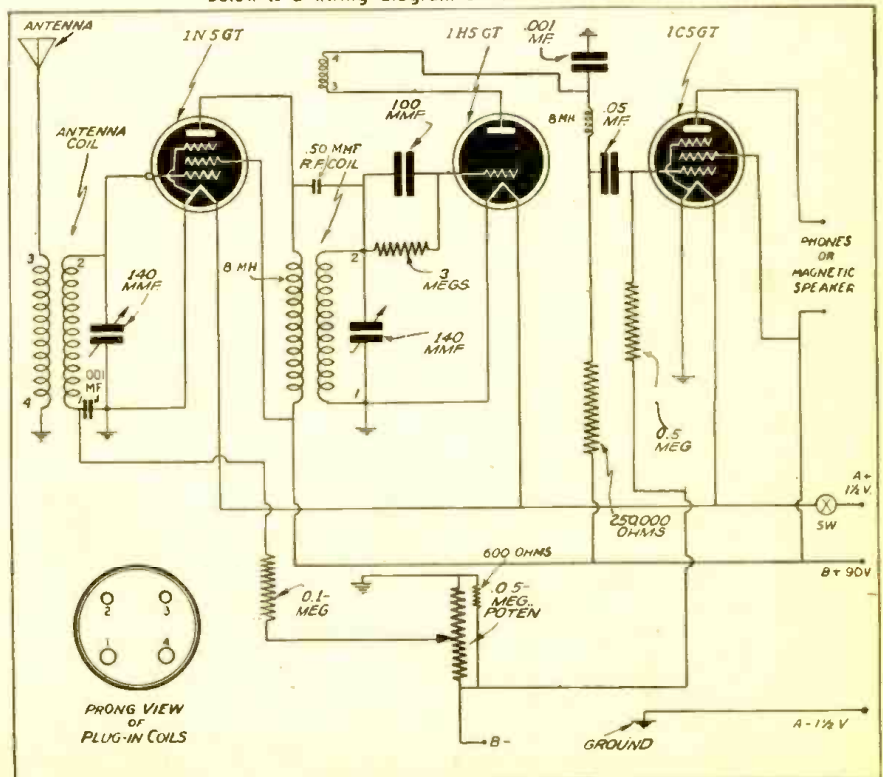 ANTENNA
1N5GT
1H5GT
.001
MF.
1C5GT
ANTENNA
COIL
.50 MMF
R.F. COIL
100
MMF
8 MH
.05
MF.
4
3
3
2
140
MMF
8 MH
2
3
MEGS
140
MMF
PHONES
OR
MAGNETIC
SPEAKER
.001
MF
4
1
1
0.5
MEG
250,000
OHMS
A+
1½ V.
SW
600 OHMS
B+ 90V.
0.1-
MEG
0.5-
MEG.
POTEN
2
3
1
4
PRONG VIEW
OF
PLUG-IN COILS
B-
GROUND
A- 1½ V